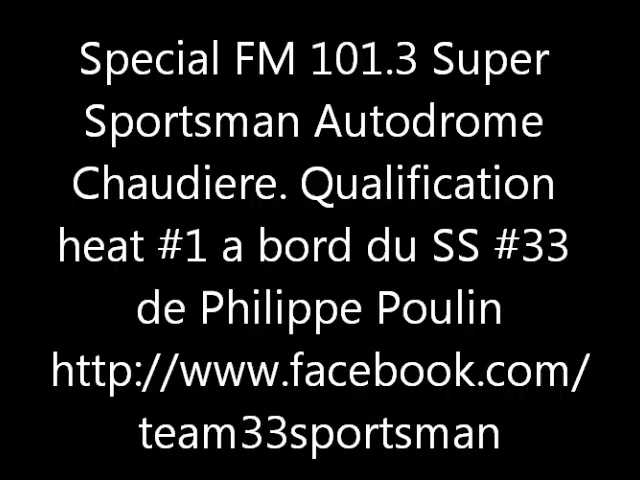 Special FM 101.3 Super
Sportsman Autodrome
Chaudiere. Qualification
heat #1 a bord du SS #33
de Philippe Poulin
http://www.facebook.com/
team33sportsman